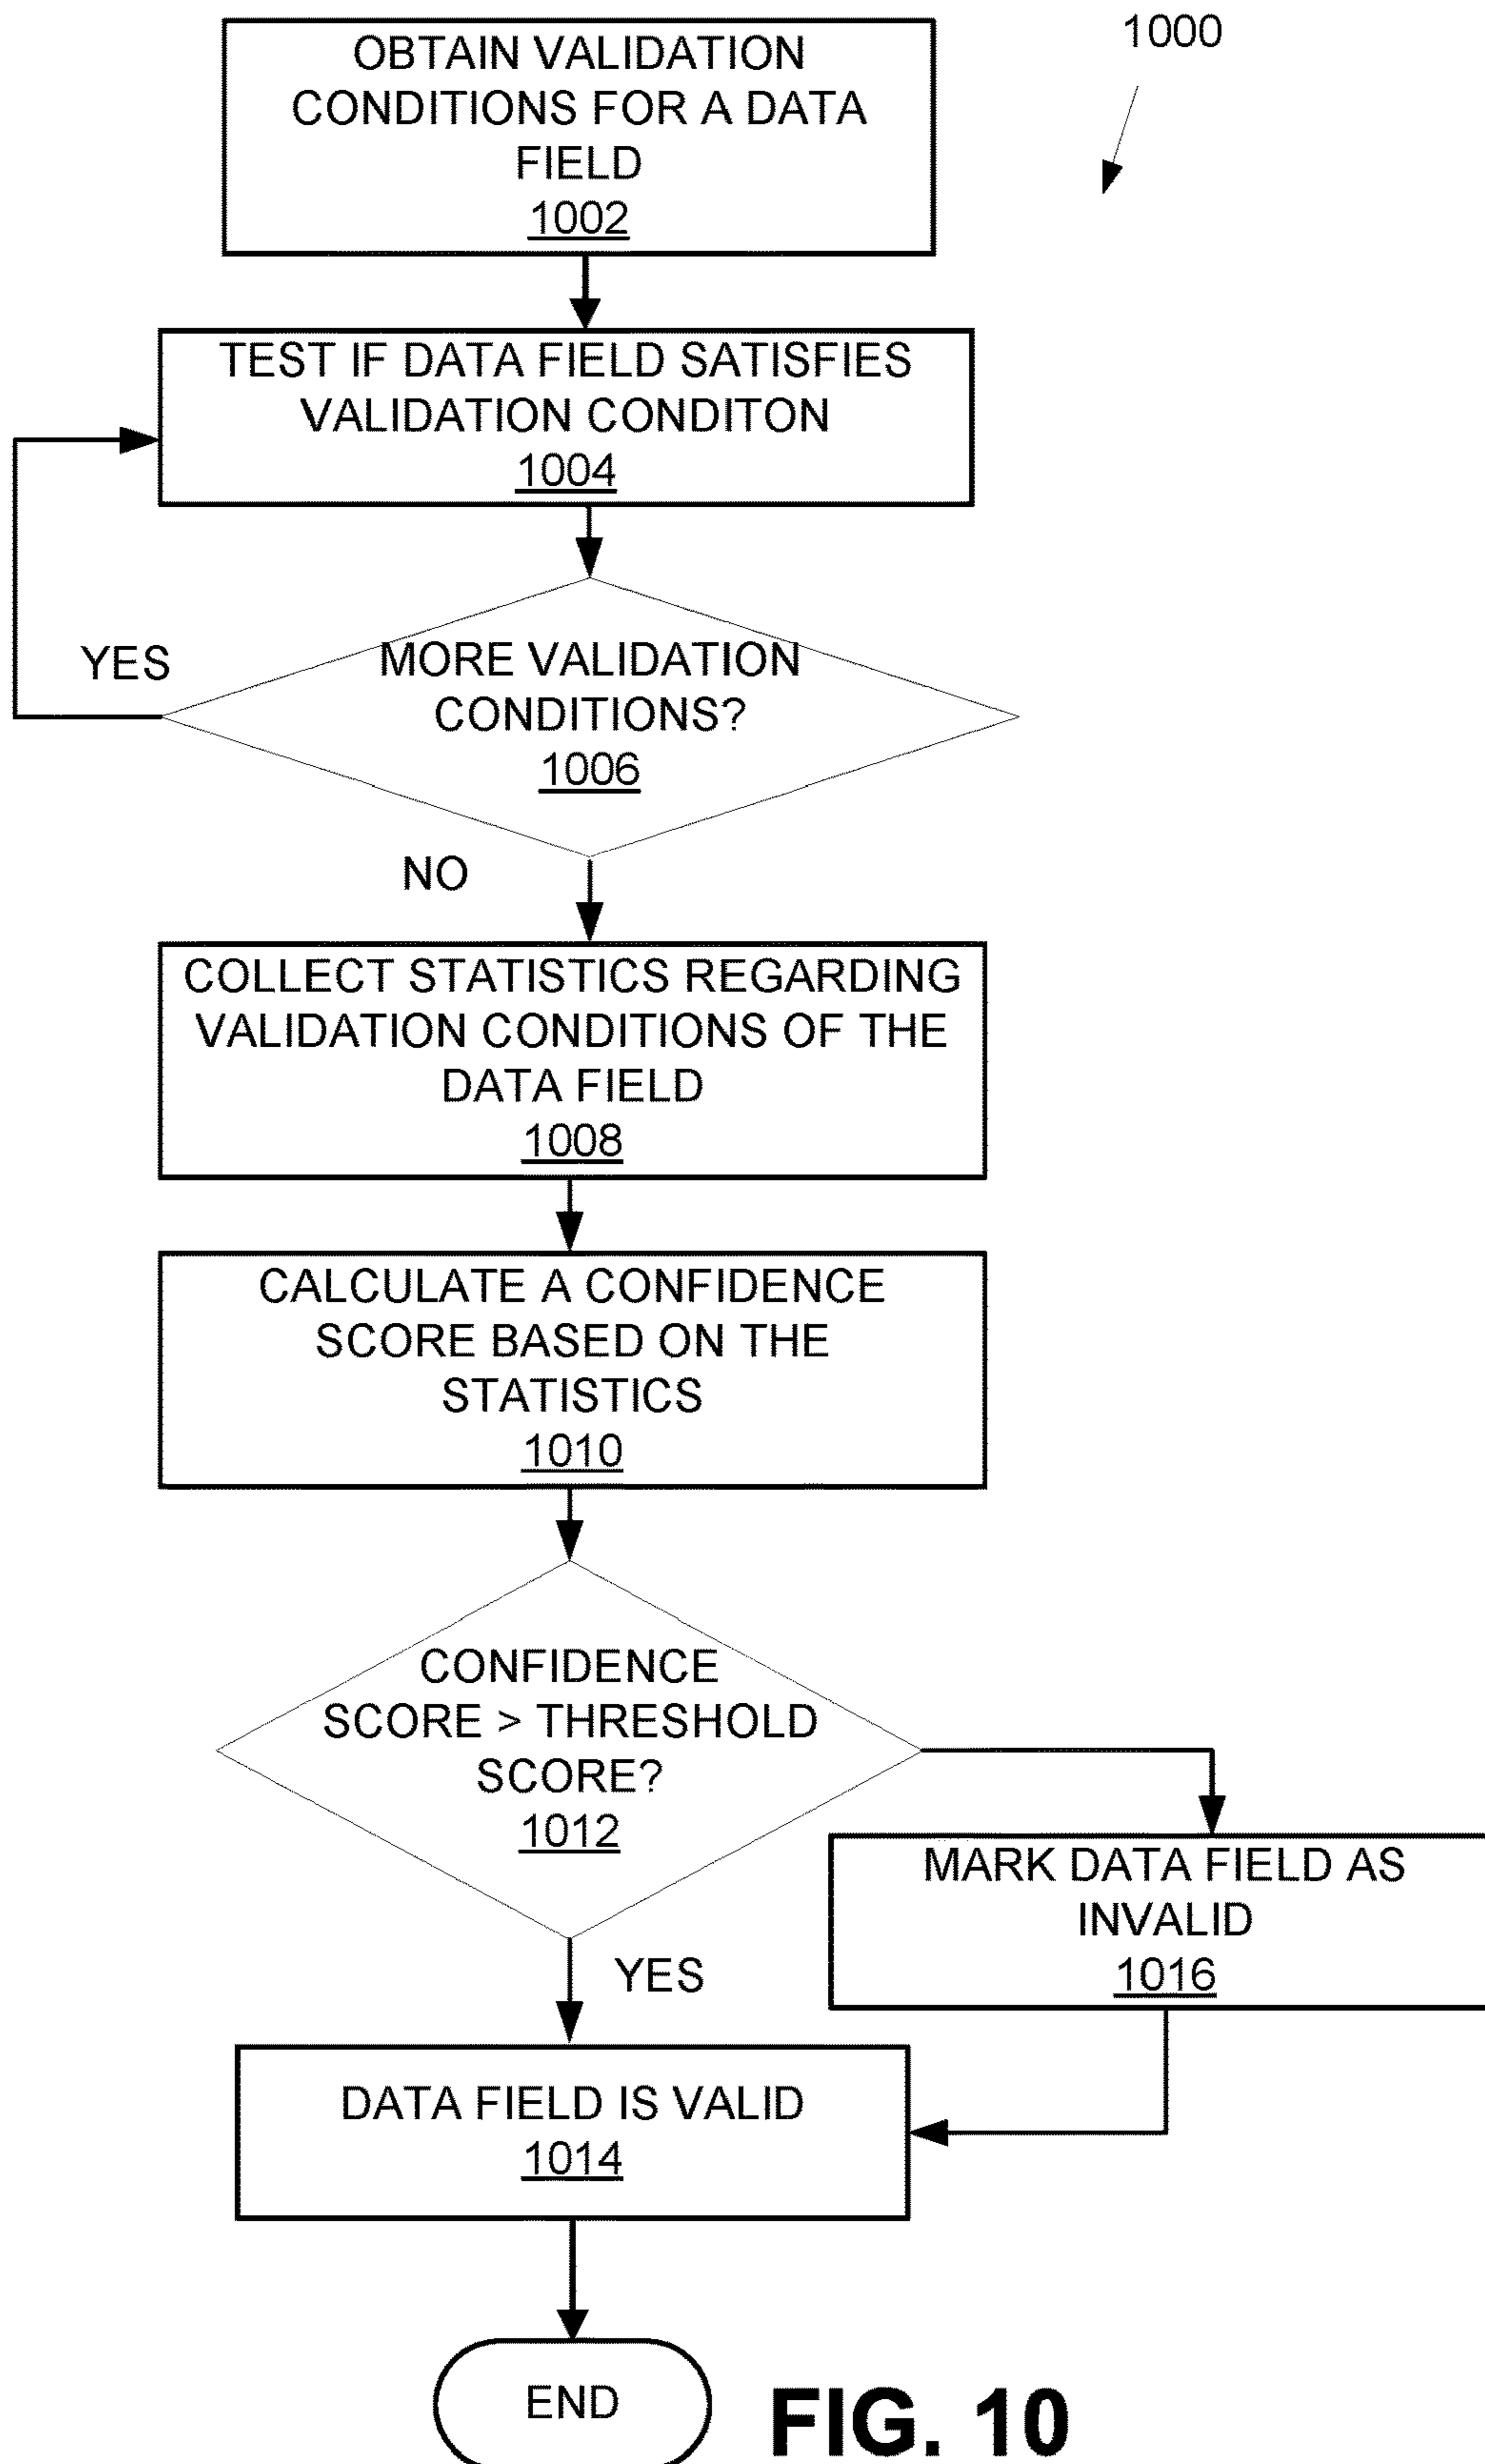 1000
OBTAIN VALIDATION
CONDITIONS FOR A DATA
FIELD
1002
TEST IF DATA FIELD SATISFIES
VALIDATION CONDITON
1004
YES
MORE VALIDATION
CONDITIONS?
1006
NO
COLLECT STATISTICS REGARDING
VALIDATION CONDITIONS OF THE
DATA FIELD
1008
CALCULATE A CONFIDENCE
SCORE BASED ON THE
STATISTICS
1010
CONFIDENCE
SCORE > THRESHOLD
SCORE?
1012
MARK DATA FIELD AS
INVALID
1016
YES
DATA FIELD IS VALID
1014
END
FIG. 10